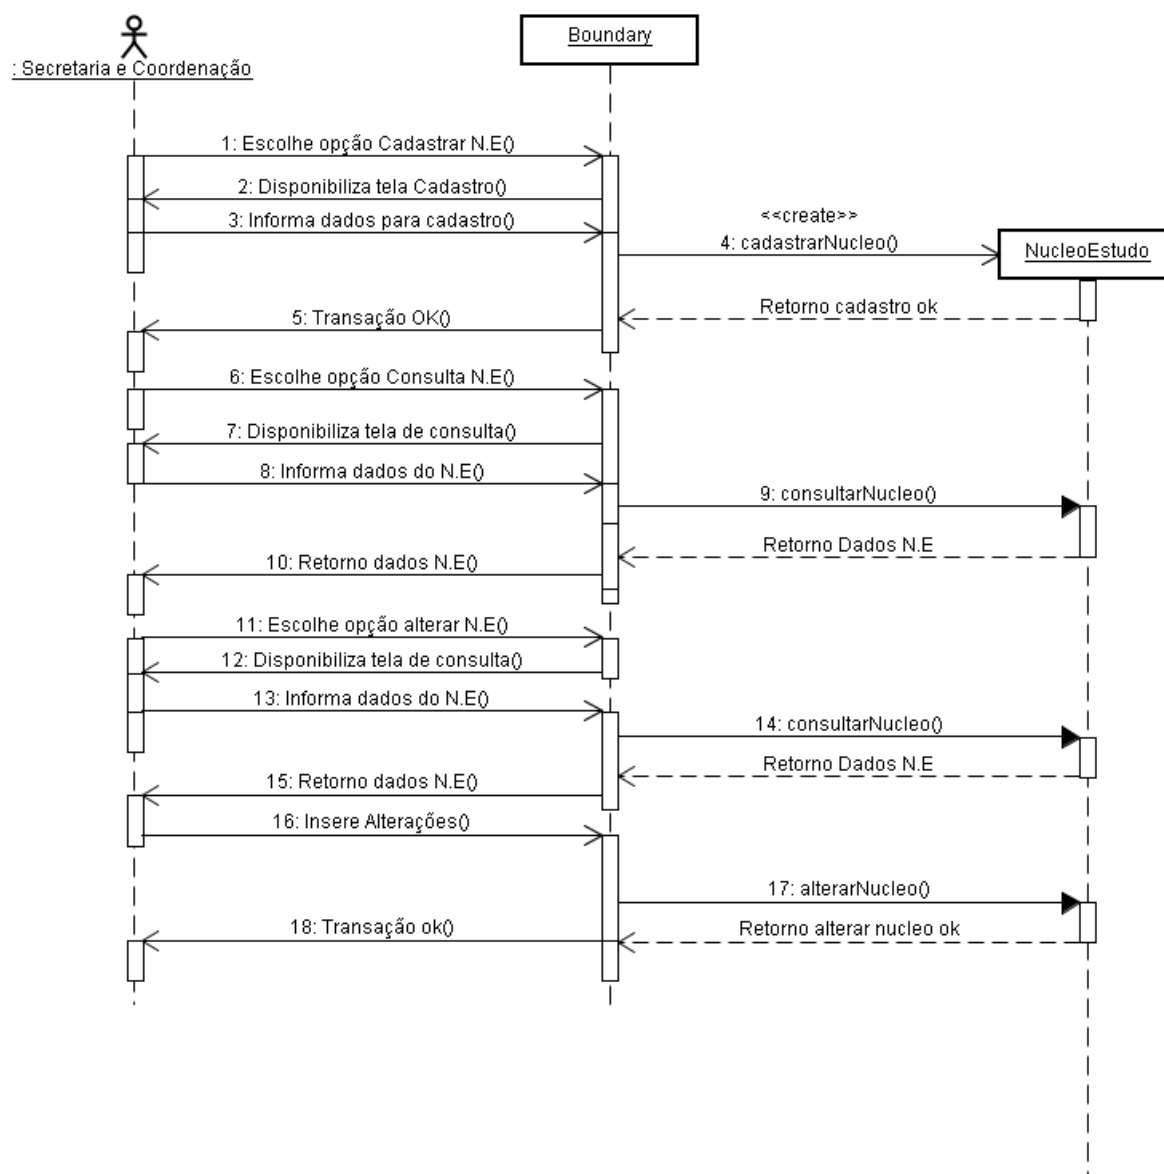 Boundary
: Secretaria e Coordenação
1: Escolhe opção Cadastrar N.E()
2: Disponibiliza tela Cadastro()
3: Informa dados para cadastro()
<<create>>
4: cadastrarNucleo()
NucleoEstudo
Retorno cadastro ok
5: Transação OK()
6: Escolhe opção Consulta N.E()
7: Disponibiliza tela de consulta()
8: Informa dados do N.E()
9: consultarNucleo()
Retorno Dados N.E
10: Retorno dados N.E()
11: Escolhe opção alterar N.E()
12: Disponibiliza tela de consulta()
13: Informa dados do N.E()
14: consultarNucleo()
Retorno Dados N.E
15: Retorno dados N.E()
16: Insere Alterações()
17: alterarNucleo()
18: Transação ok()
Retorno alterar nucleo ok